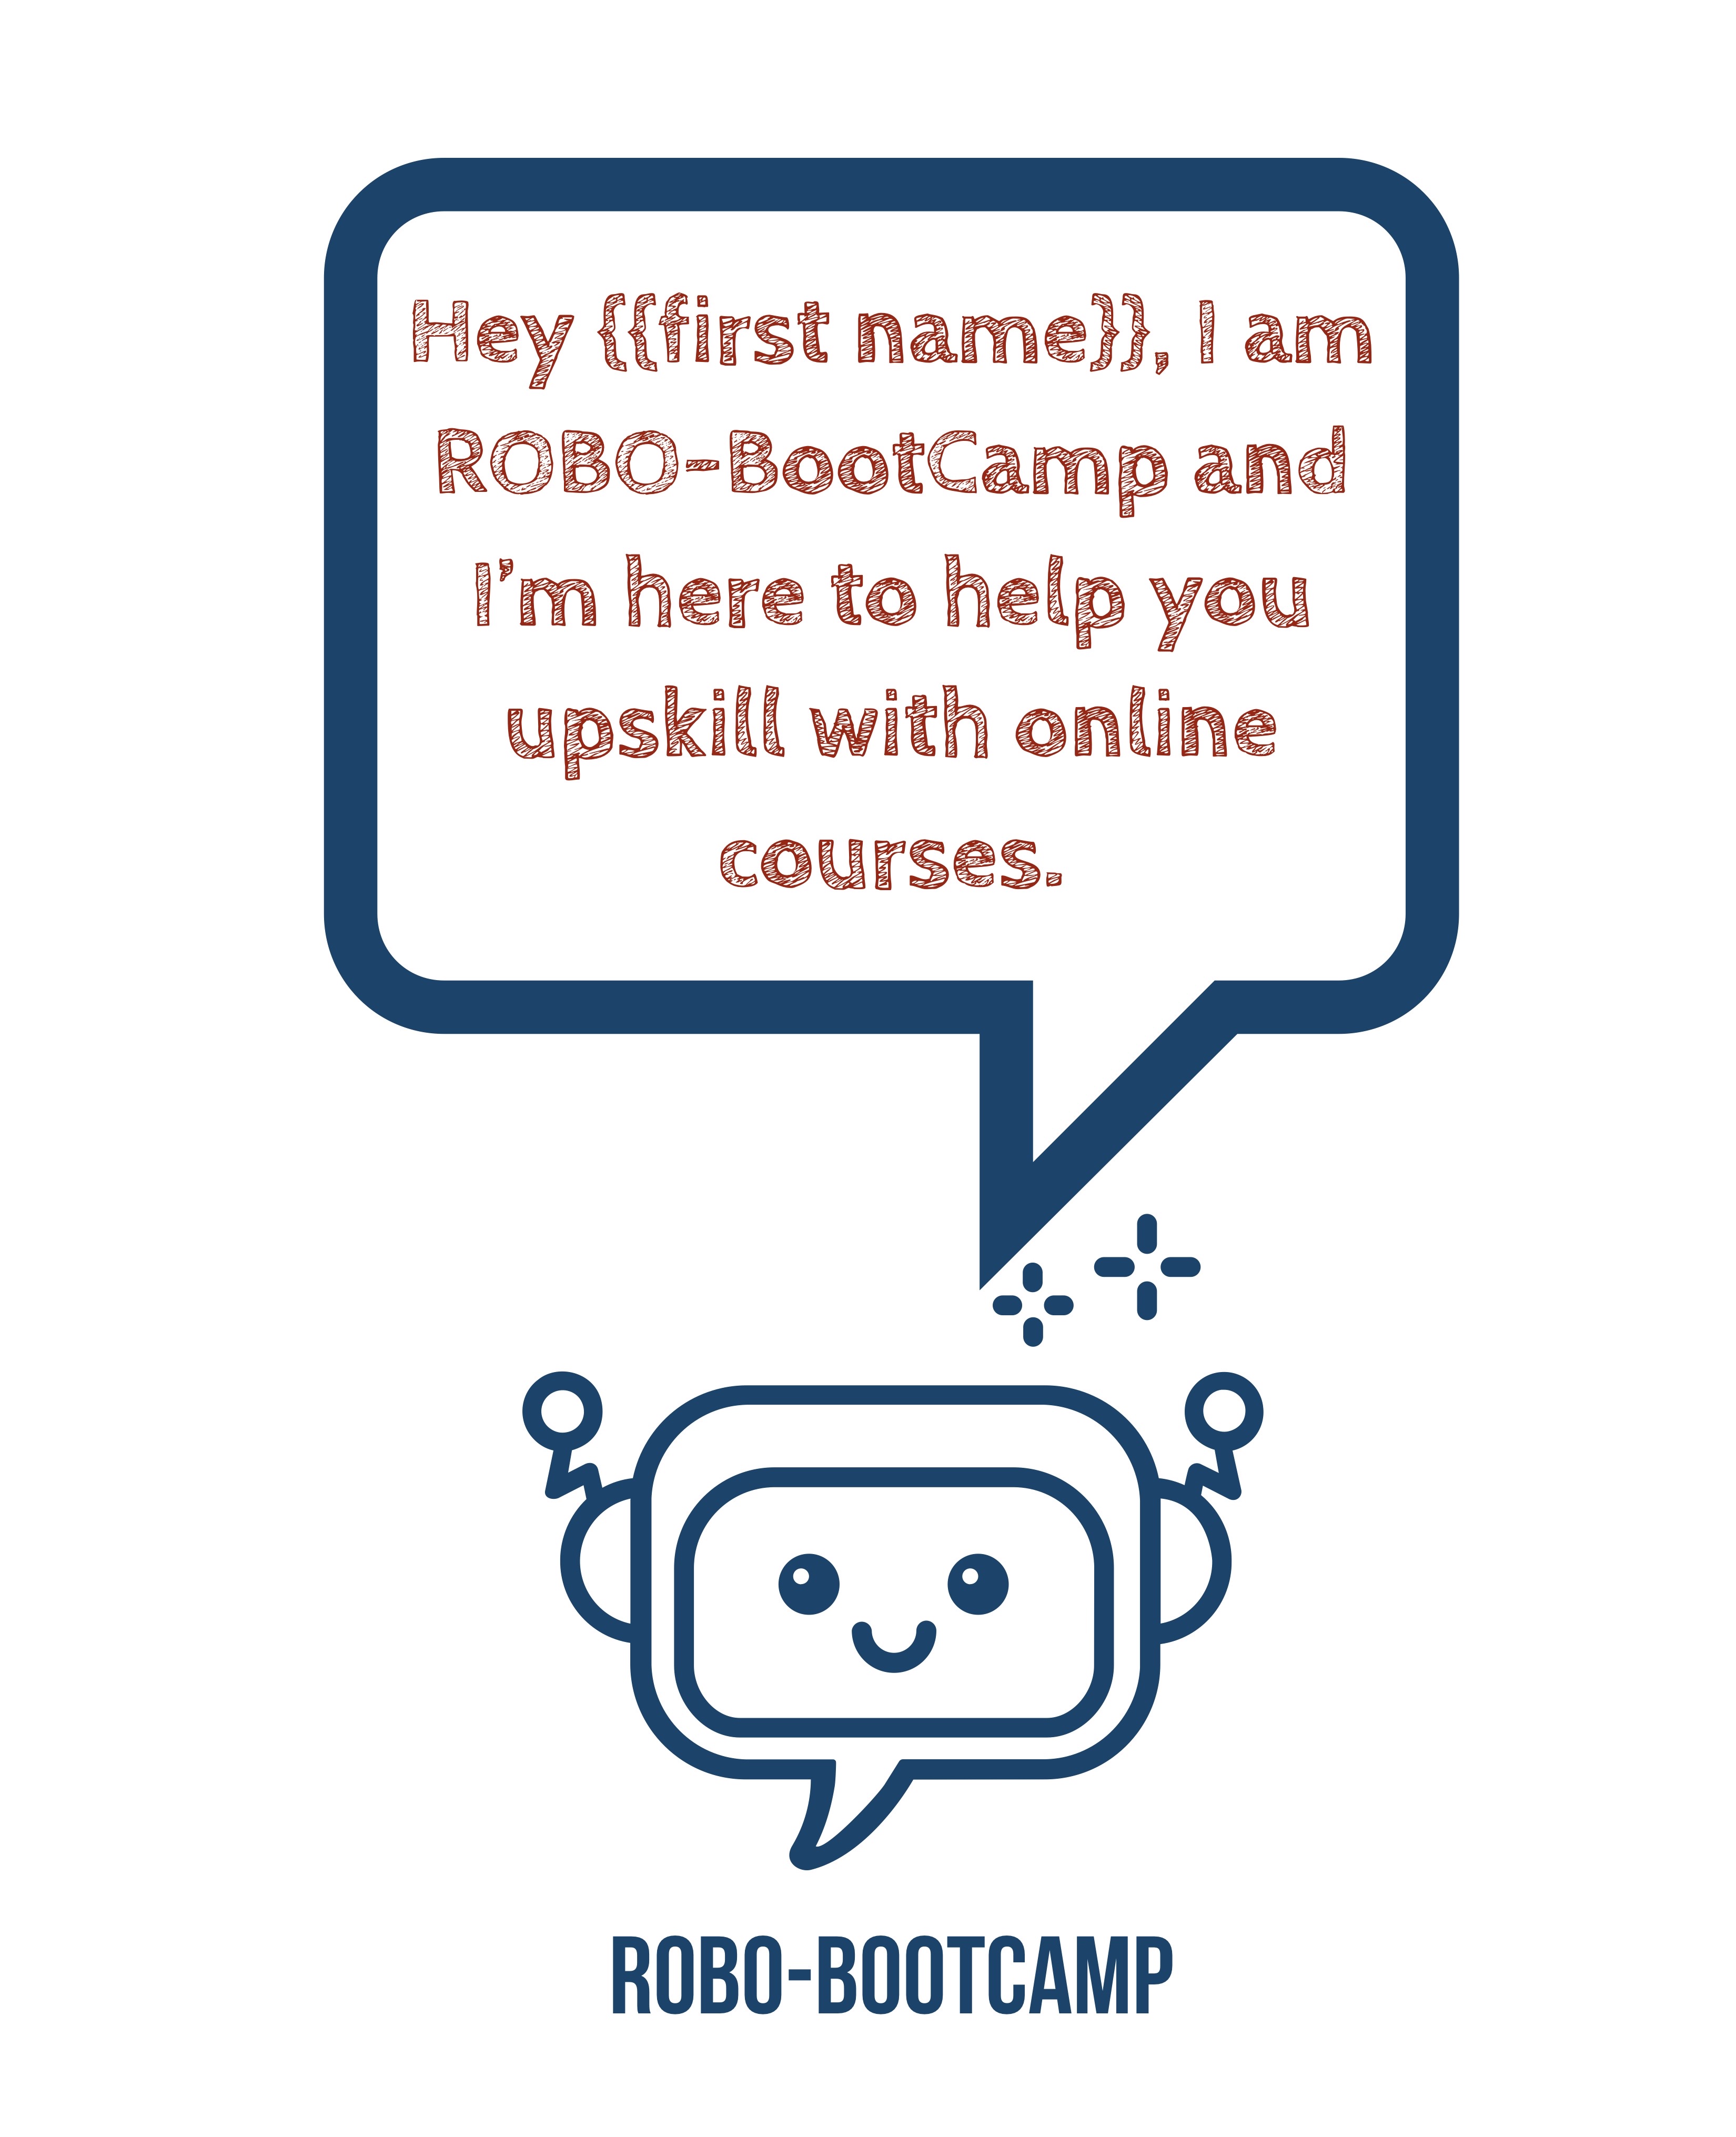 Hey {{first name}}, I am
ROBO-BootCamp and
I'm here to help you
upskill with online
courses.
ROBO-BOOTCAMP